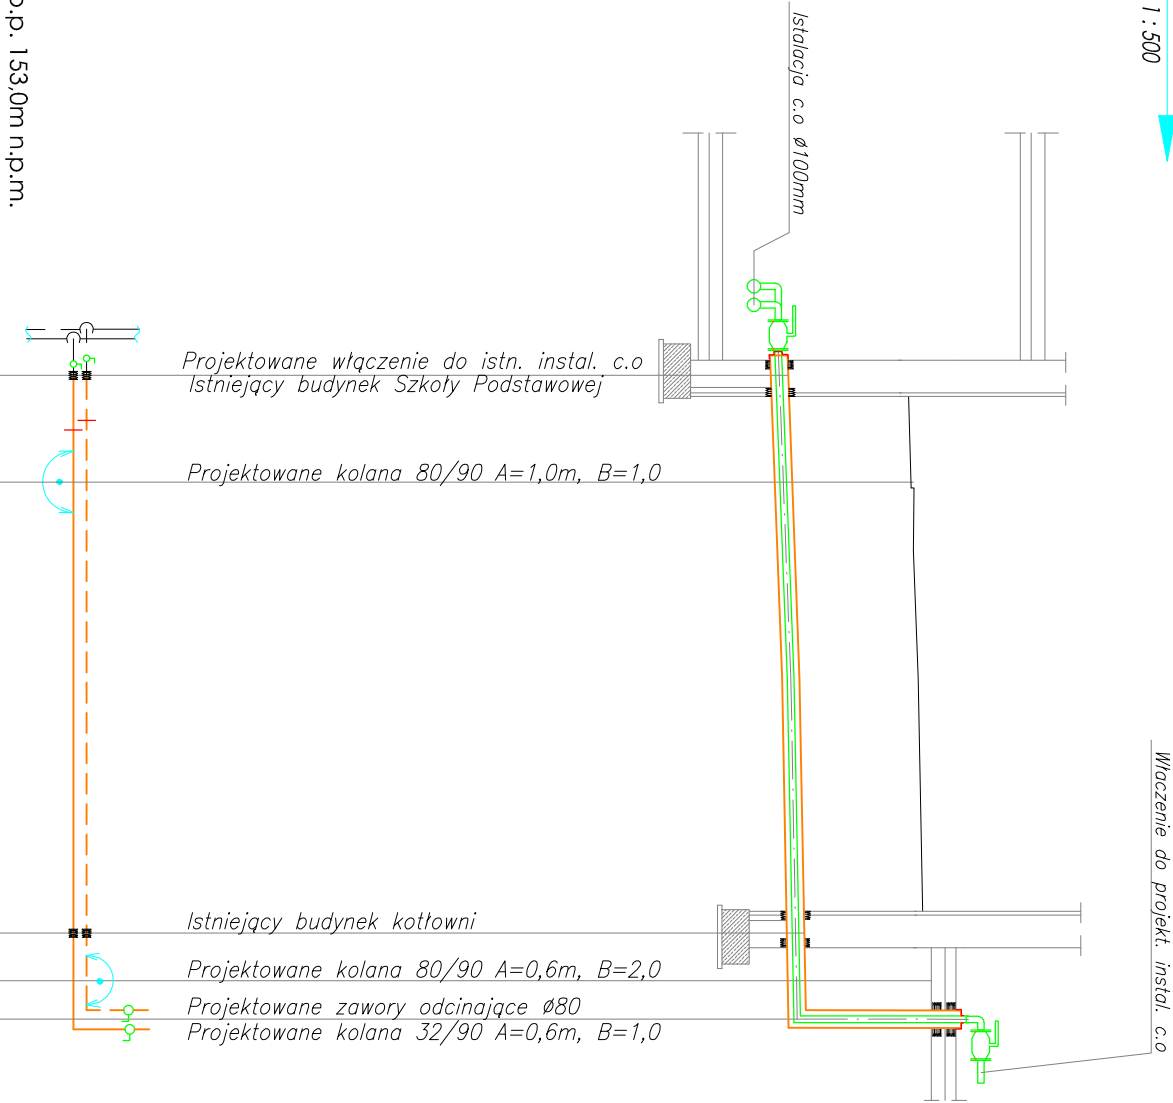 1 : 500
Istalacja c.o ø100mm
p.p. 153,0m n.p.m.
Projektowane włączenie do istn. instal. c.o
Istniejący budynek Szkoły Podstawowej
Projektowane kolana 80/90 A=1,0m, B=1,0
Włączenie do projekt. instal. c.o
Istniejący budynek kotłowni
Projektowane kolana 80/90 A=0,6m, B=2,0
Projektowane zawory odcinające ø80
Projektowane kolana 32/90 A=0,6m, B=1,0